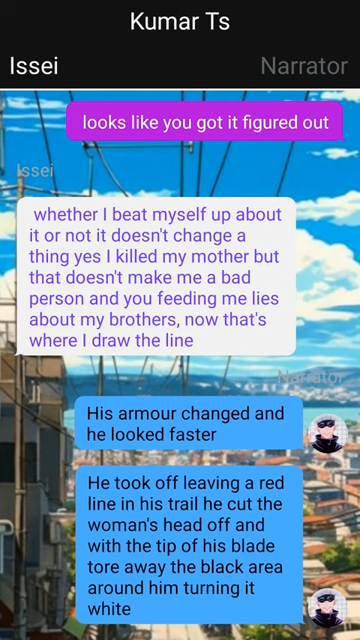 Kumar Ts
Issei
Narrator
looks like you got it figured out
Issei
whether I beat myself up about
it or not it doesn't change a
thing yes I killed my mother but
that doesn't make me a bad
person and you feeding me lies
about my brothers, now that's
where I draw the line
Narrator
His armour changed and
he looked faster
He took off leaving a red
line in his trail he cut the
woman's head off and
with the tip of his blade
tore away the black area
around him turning it
white